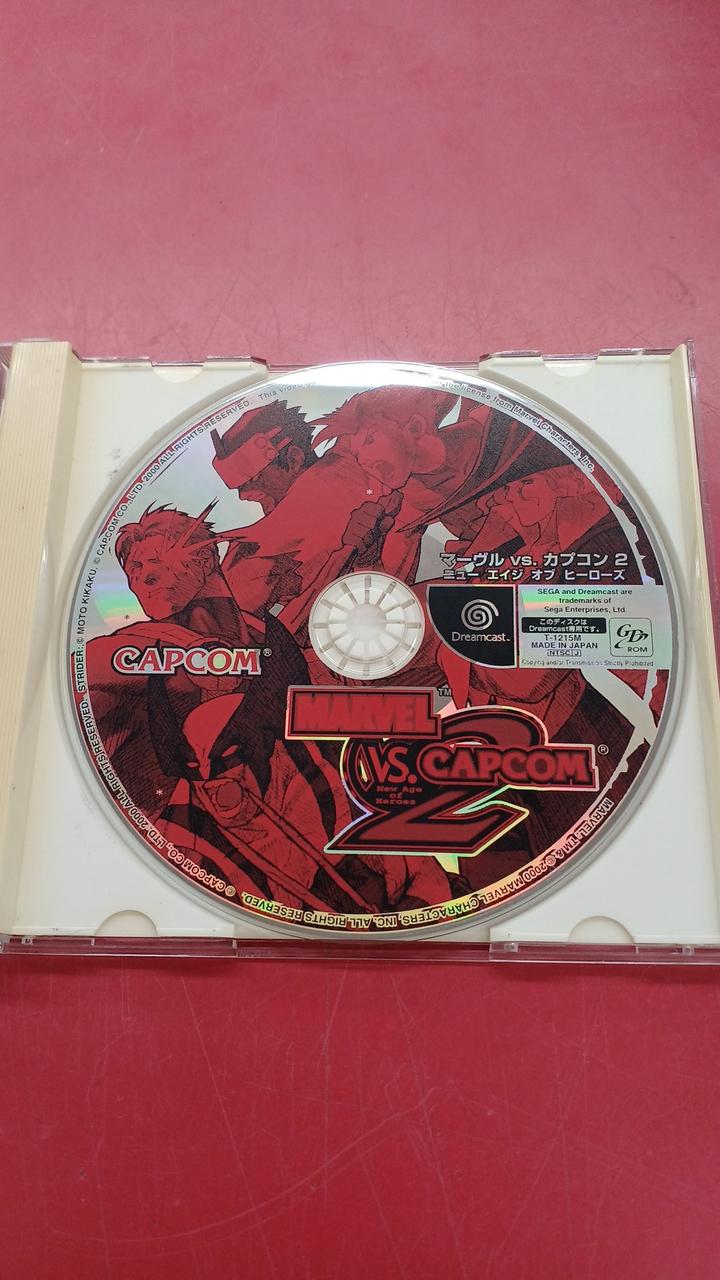 STRIDER: © MOTO KIKAKU. © CAPCOM CO., LTD. 2000 ALL RIGHTS RESERVED. This video
the license from Marvel Characters, Inc.
マーヴル vs. カプコン 2
ニュー エイジ オブ ヒーローズ
SEGA and Dreamcast are
trademarks of
Sega Enterprises, Ltd.
Dreamcast™
このディスクは
Dreamcast専用です。
T-1215M
MADE IN JAPAN
NTSC J
GD
ROM
Copying and/or Transmission Strictly Prohibited
CAPCOM®
MARVEL™
VS. CAPCOM®
2
New Age
of
Heroes
MARVEL TM & © 2000 MARVEL CHARACTERS, INC. ALL RIGHTS RESERVED.
© CAPCOM CO., LTD. 2000 ALL RIGHTS RESERVED.